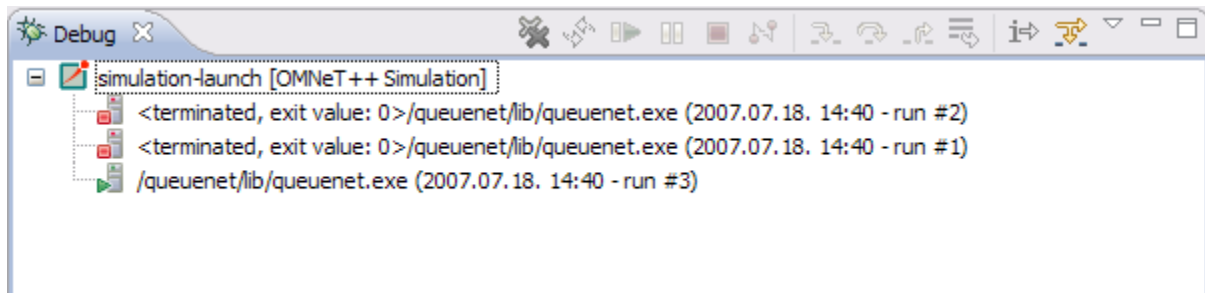 Debug
simulation-launch [OMNeT++ Simulation]
<terminated, exit value: 0>/queuenet/lib/queuenet.exe (2007.07.18. 14:40 - run #2)
<terminated, exit value: 0>/queuenet/lib/queuenet.exe (2007.07.18. 14:40 - run #1)
/queuenet/lib/queuenet.exe (2007.07.18. 14:40 - run #3)